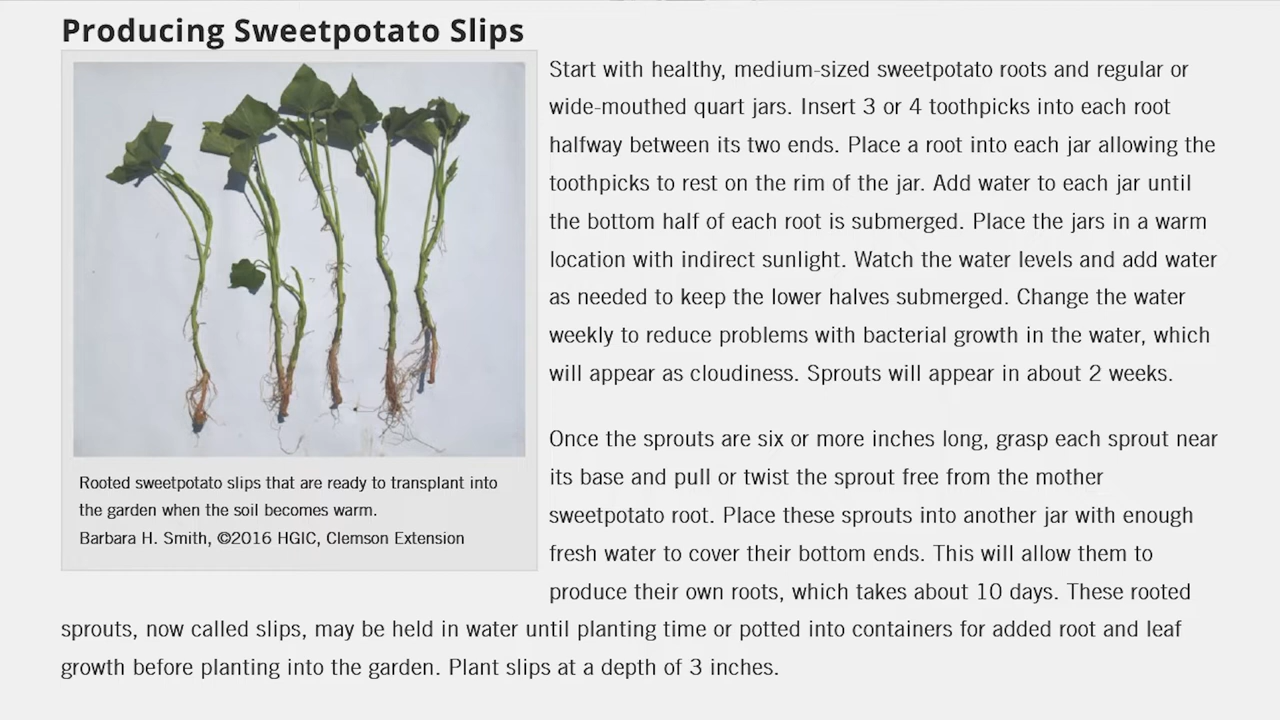 Producing Sweetpotato Slips
Start with healthy, medium-sized sweetpotato roots and regular or
wide-mouthed quart jars. Insert 3 or 4 toothpicks into each root
halfway between its two ends. Place a root into each jar allowing the
toothpicks to rest on the rim of the jar. Add water to each jar until
the bottom half of each root is submerged. Place the jars in a warm
location with indirect sunlight. Watch the water levels and add water
as needed to keep the lower halves submerged. Change the water
weekly to reduce problems with bacterial growth in the water, which
will appear as cloudiness. Sprouts will appear in about 2 weeks.
Rooted sweetpotato slips that are ready to transplant into
the garden when the soil becomes warm.
Barbara H. Smith, ©2016 HGIC, Clemson Extension
Once the sprouts are six or more inches long, grasp each sprout near
its base and pull or twist the sprout free from the mother
sweetpotato root. Place these sprouts into another jar with enough
fresh water to cover their bottom ends. This will allow them to
produce their own roots, which takes about 10 days. These rooted
sprouts, now called slips, may be held in water until planting time or potted into containers for added root and leaf
growth before planting into the garden. Plant slips at a depth of 3 inches.